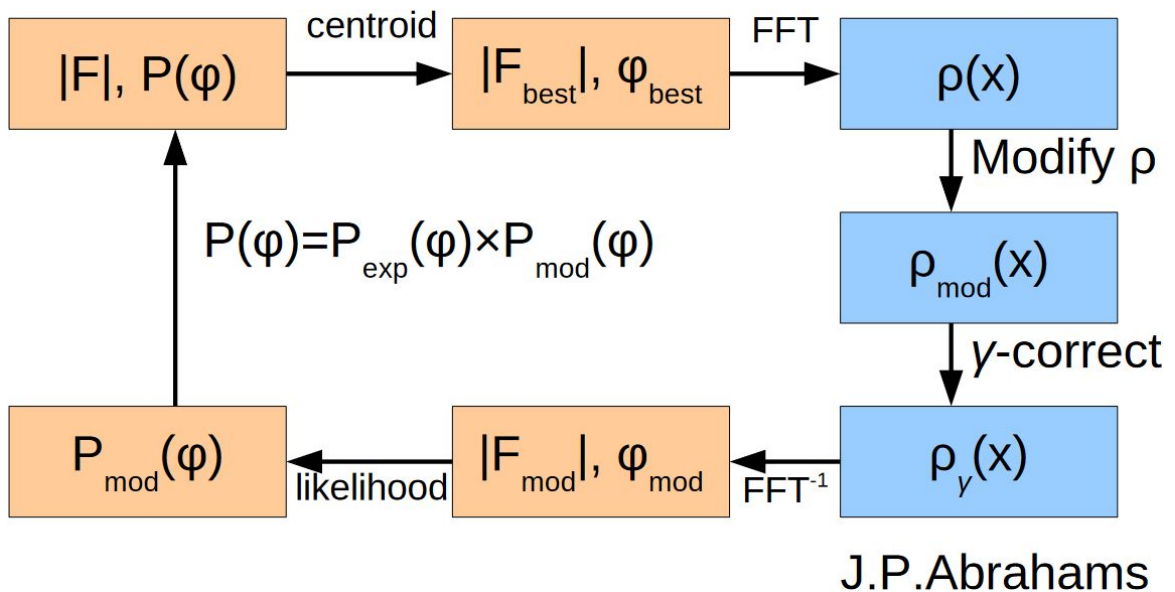 centroid
FFT
|F|, P(φ)
|F_best|, φ_best
ρ(x)
Modify ρ
P(φ)=P_exp(φ)×P_mod(φ)
ρ_mod(x)
γ-correct
P_mod(φ)
likelihood
|F_mod|, φ_mod
FFT⁻¹
ρ_γ(x)
J.P.Abrahams